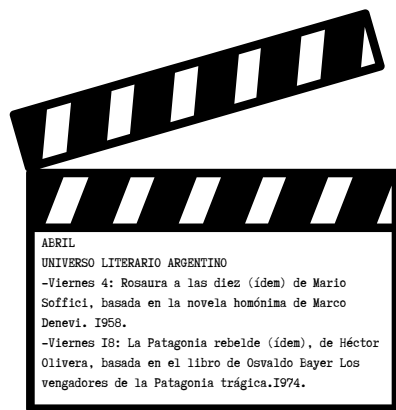 ABRIL
UNIVERSO LITERARIO ARGENTINO
-Viernes 4: Rosaura a las diez (ídem) de Mario
Soffici, basada en la novela homónima de Marco
Denevi. I958.
-Viernes I8: La Patagonia rebelde (ídem), de Héctor
Olivera, basada en el libro de Osvaldo Bayer Los
vengadores de la Patagonia trágica.I974.